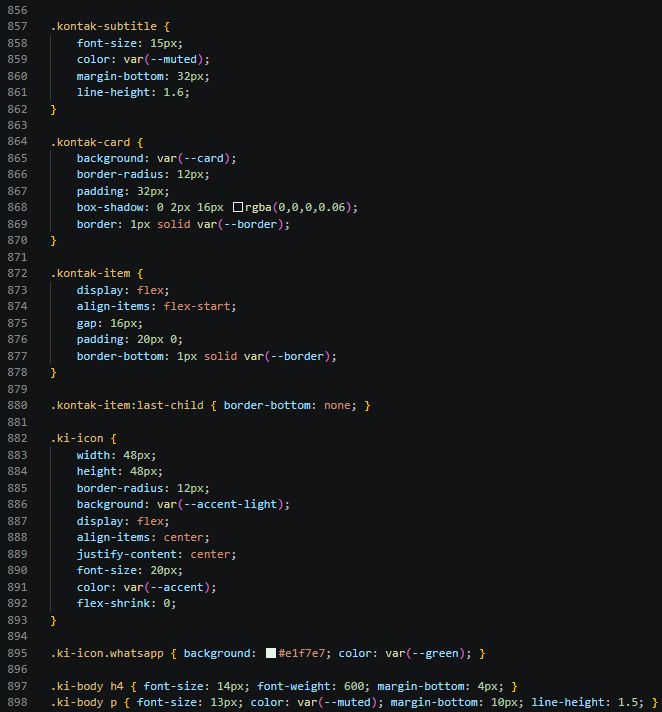 856
857 .kontak-subtitle {
858     font-size: 15px;
859     color: var(--muted);
860     margin-bottom: 32px;
861     line-height: 1.6;
862 }
863
864 .kontak-card {
865     background: var(--card);
866     border-radius: 12px;
867     padding: 32px;
868     box-shadow: 0 2px 16px rgba(0,0,0,0.06);
869     border: 1px solid var(--border);
870 }
871
872 .kontak-item {
873     display: flex;
874     align-items: flex-start;
875     gap: 16px;
876     padding: 20px 0;
877     border-bottom: 1px solid var(--border);
878 }
879
880 .kontak-item:last-child { border-bottom: none; }
881
882 .ki-icon {
883     width: 48px;
884     height: 48px;
885     border-radius: 12px;
886     background: var(--accent-light);
887     display: flex;
888     align-items: center;
889     justify-content: center;
890     font-size: 20px;
891     color: var(--accent);
892     flex-shrink: 0;
893 }
894
895 .ki-icon.whatsapp { background: #e1f7e7; color: var(--green); }
896
897 .ki-body h4 { font-size: 14px; font-weight: 600; margin-bottom: 4px; }
898 .ki-body p { font-size: 13px; color: var(--muted); margin-bottom: 10px; line-height: 1.5; }